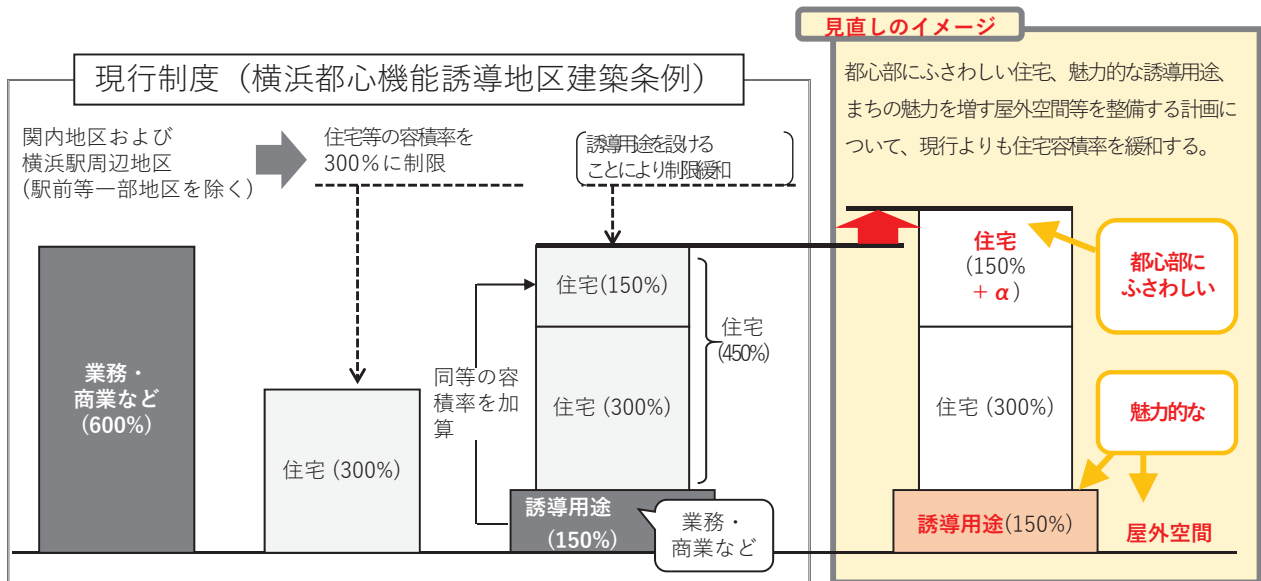 見直しのイメージ
現行制度（横浜都心機能誘導地区建築条例）
関内地区および
横浜駅周辺地区
(駅前等一部地区を除く)
住宅等の容積率を
300％に制限
誘導用途を設ける
ことにより制限緩和
業務・
商業など
(600%)
住宅 (300%)
同等の容
積率を加
算
住宅(150%)
住宅 (300%)
住宅
(450%)
誘導用途
(150%)
業務・
商業など
都心部にふさわしい住宅、魅力的な誘導用途、
まちの魅力を増す屋外空間等を整備する計画に
ついて、現行よりも住宅容積率を緩和する。
住宅
(150%
+ α）
都心部に
ふさわしい
住宅 (300%)
魅力的な
誘導用途(150%)
屋外空間